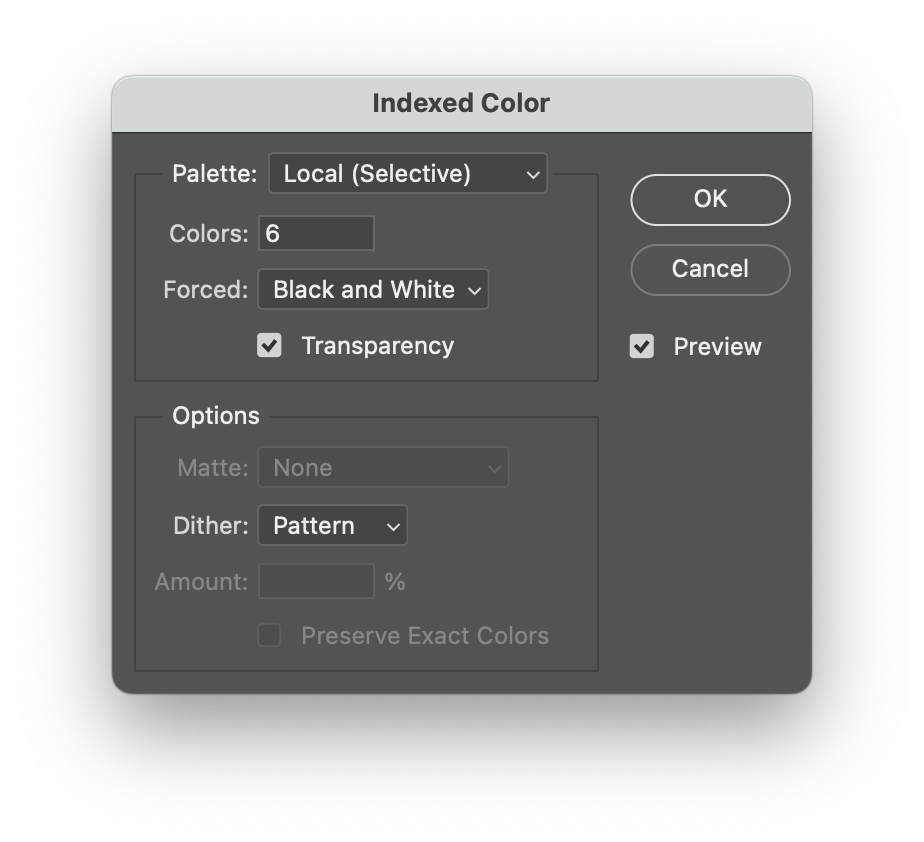 Indexed Color
Palette: Local (Selective)
Colors: 6
Forced: Black and White
Transparency
OK
Cancel
Preview
Options
Matte: None
Dither: Pattern
Amount: %
Preserve Exact Colors